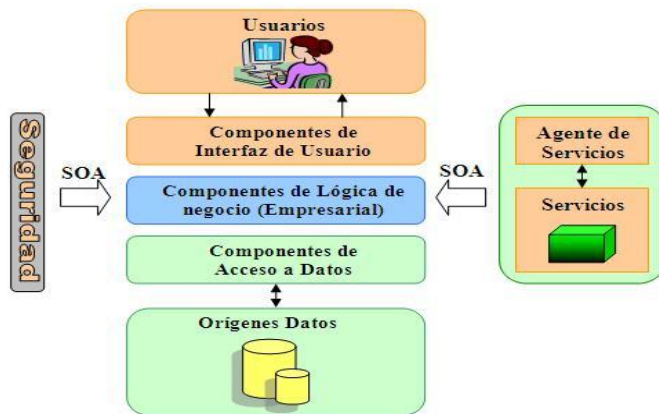 Usuarios
Componentes de
Interfaz de Usuario
Seguridad
SOA
Componentes de Lógica de
negocio (Empresarial)
SOA
Agente de
Servicios
Servicios
Componentes de
Acceso a Datos
Orígenes Datos